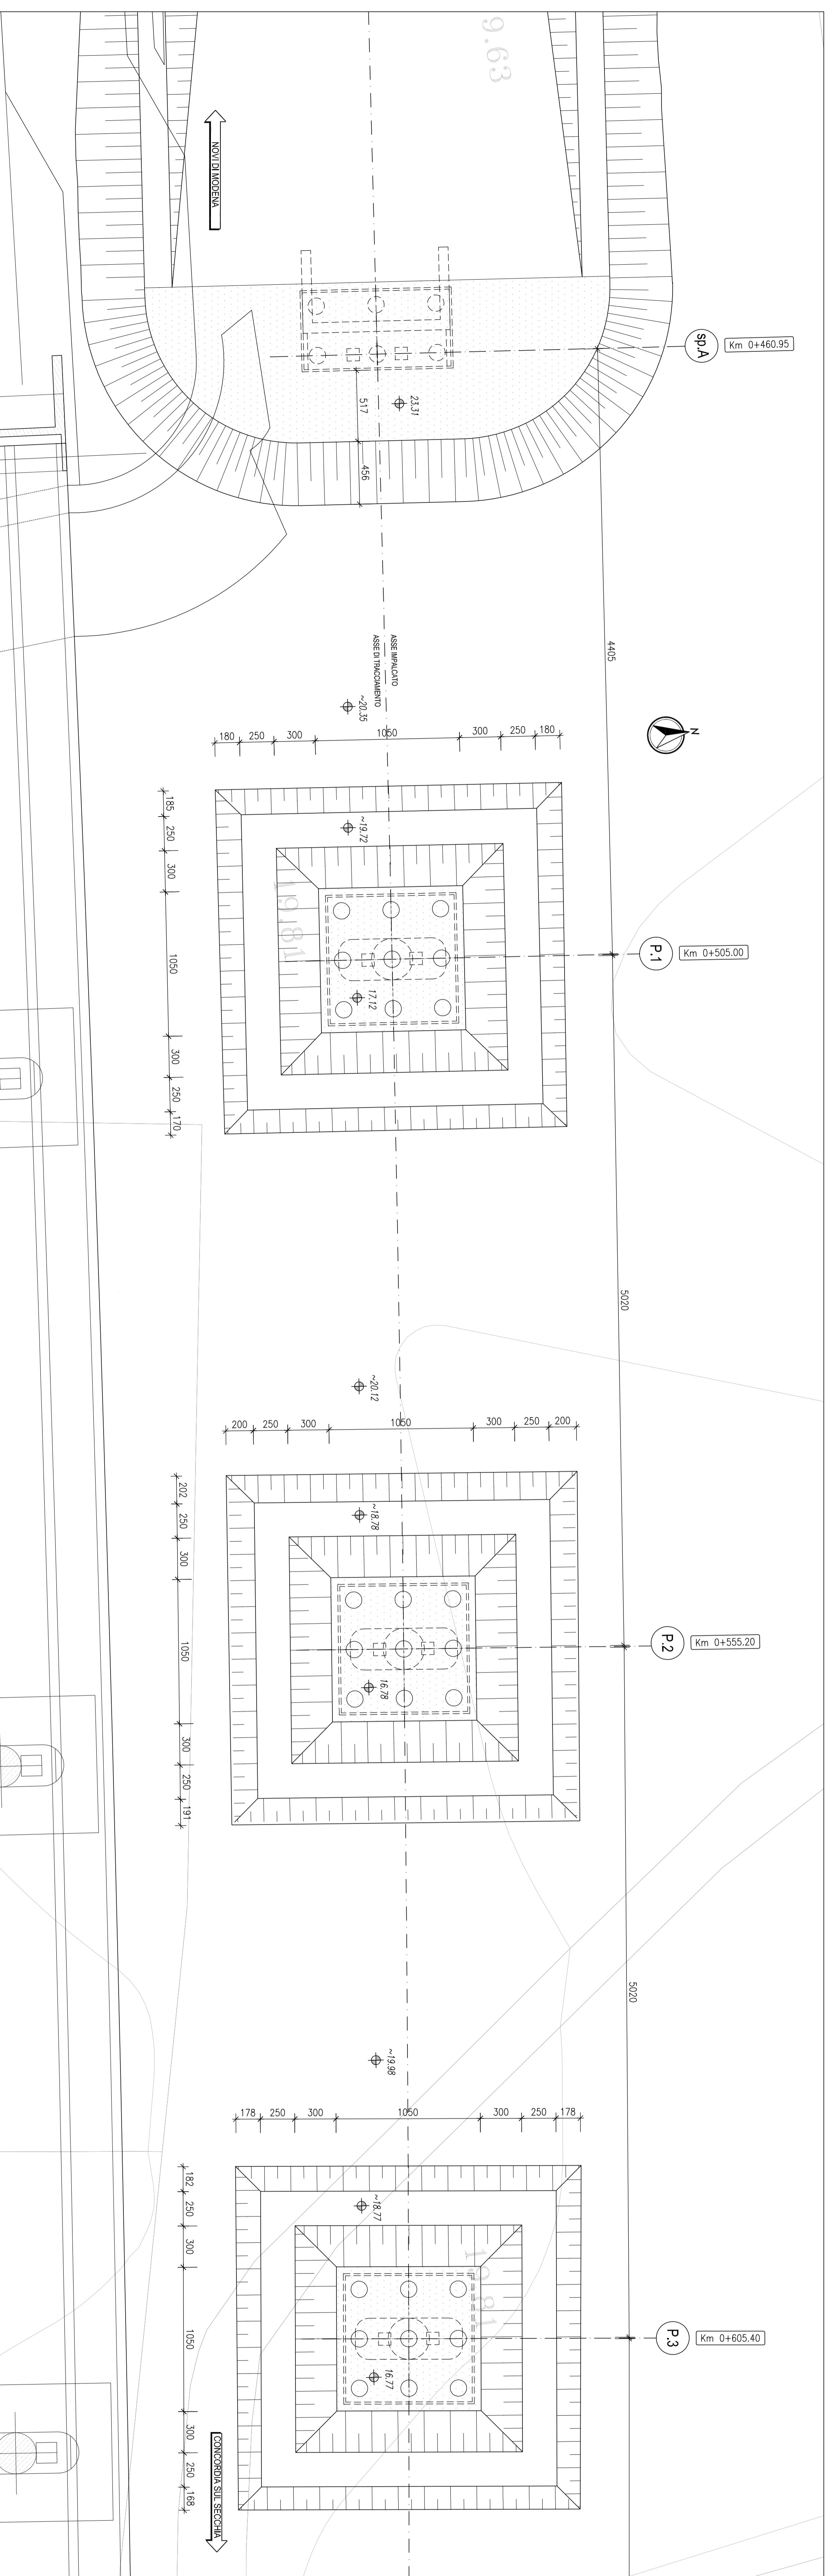 9.63
NOVI DI MODENA
sp.A
Km 0+460.95
23.31
517
456
4405
ASSE IMPALCATO
ASSE DI TRACCIAMENTO
~20.35
N
180 250 300 1050 300 250 180
185
250
300
1050
300
250
170
~19.72
19.81
17.12
P.1
Km 0+505.00
5020
~20.12
200 250 300 1050 300 250 200
202
250
300
1050
300
250
191
~18.78
16.78
P.2
Km 0+555.20
5020
~19.98
178 250 300 1050 300 250 178
182
250
300
1050
300
250
168
~18.77
19.81
16.77
P.3
Km 0+605.40
CONCORDIA SUL SECCHIA